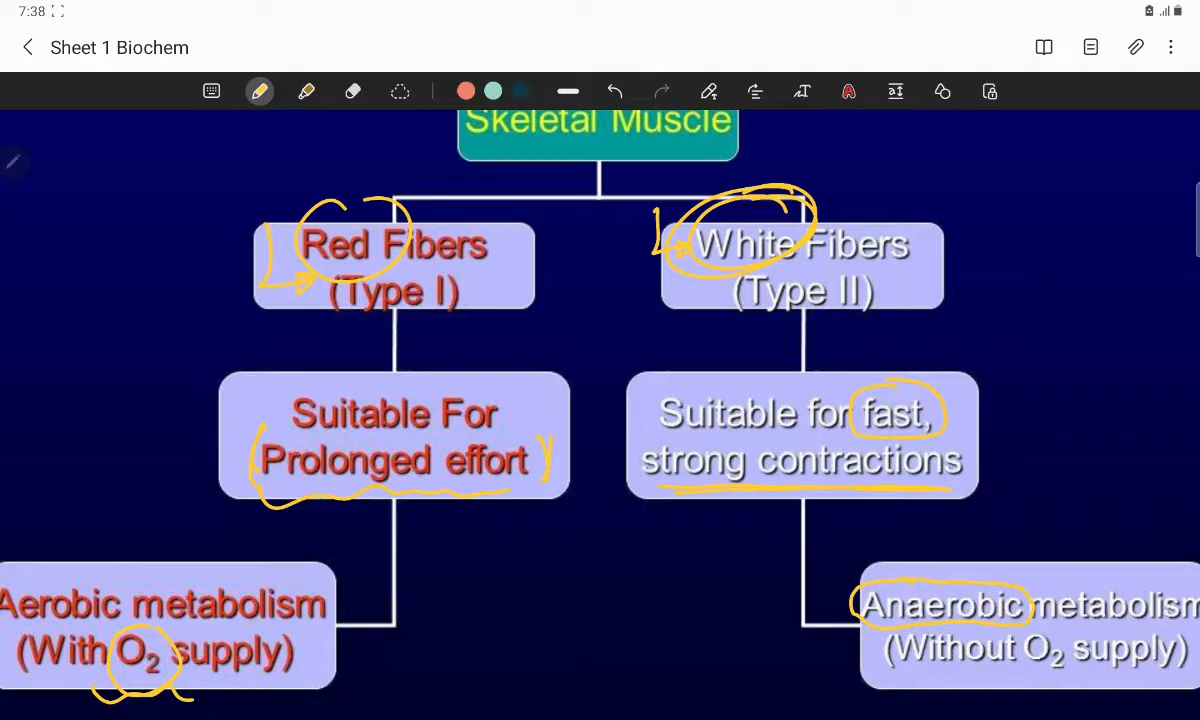 7:38
Sheet 1 Biochem
Skeletal Muscle
Red Fibers
(Type I)
White Fibers
(Type II)
Suitable For
Prolonged effort
Suitable for fast,
strong contractions
Aerobic metabolism
(With O₂ supply)
Anaerobic metabolism
(Without O₂ supply)